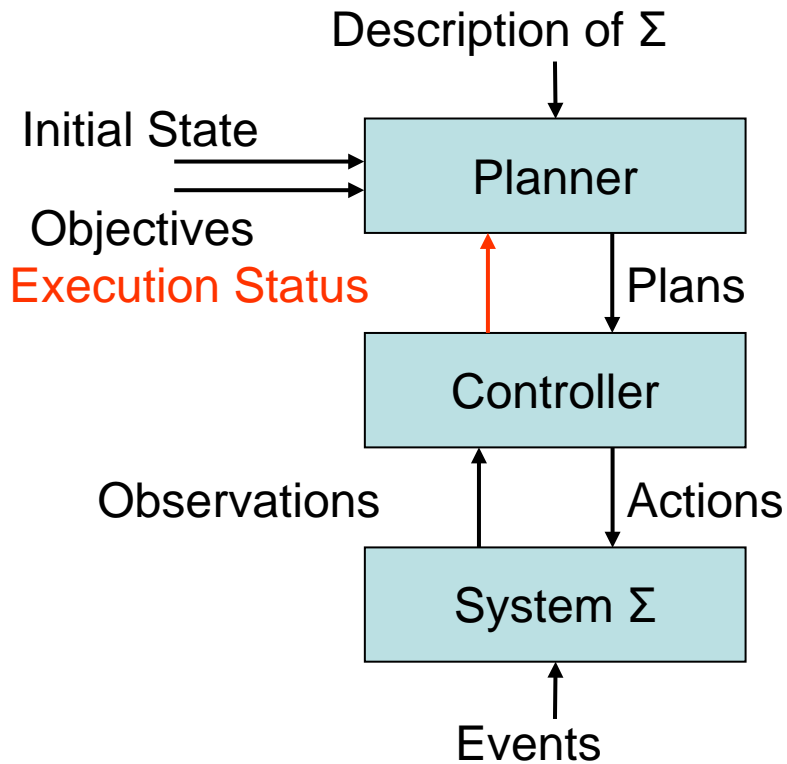 Description of Σ
Initial State
Planner
Objectives
Execution Status
Plans
Controller
Observations
Actions
System Σ
Events